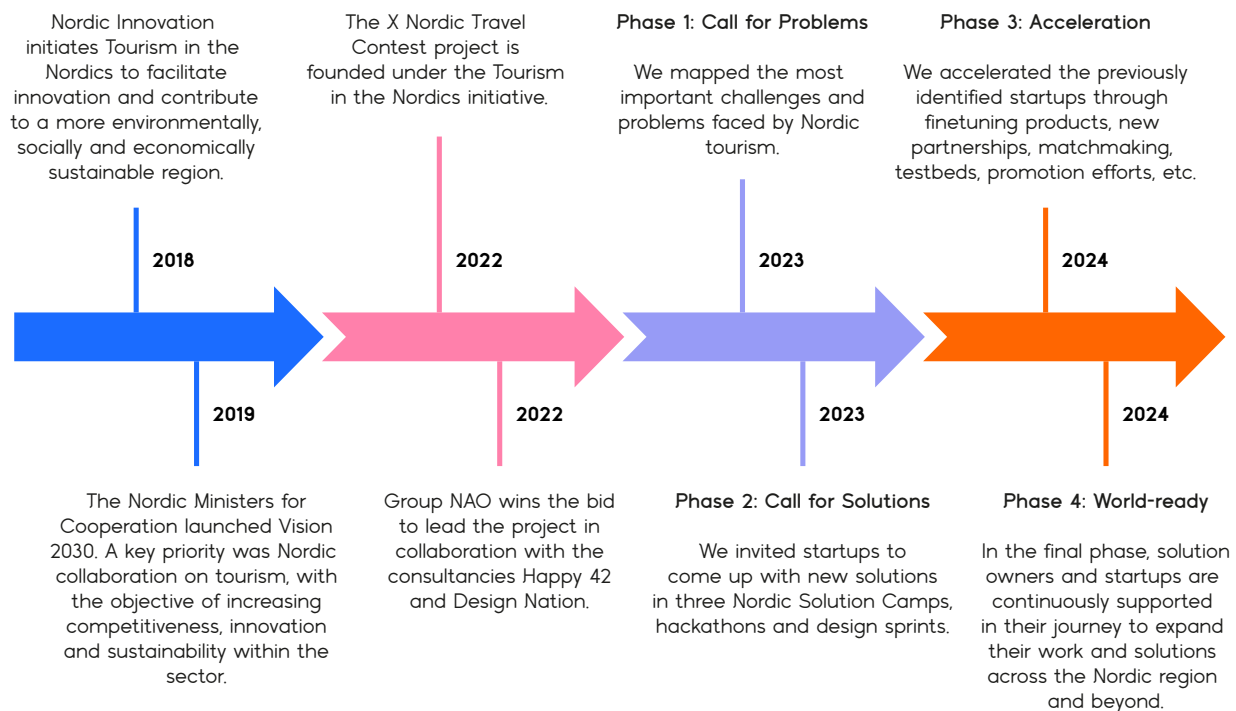 Nordic Innovation
initiates Tourism in the
Nordics to facilitate
innovation and contribute
to a more environmentally,
socially and economically
sustainable region.
2018
The X Nordic Travel
Contest project is
founded under the Tourism
in the Nordics initiative.
2022
Phase 1: Call for Problems
We mapped the most
important challenges and
problems faced by Nordic
tourism.
2023
Phase 3: Acceleration
We accelerated the previously
identified startups through
finetuning products, new
partnerships, matchmaking,
testbeds, promotion efforts, etc.
2024
2019
The Nordic Ministers for
Cooperation launched Vision
2030. A key priority was Nordic
collaboration on tourism, with
the objective of increasing
competitiveness, innovation
and sustainability within the
sector.
2022
Group NAO wins the bid
to lead the project in
collaboration with the
consultancies Happy 42
and Design Nation.
2023
Phase 2: Call for Solutions
We invited startups to
come up with new solutions
in three Nordic Solution Camps,
hackathons and design sprints.
2024
Phase 4: World-ready
In the final phase, solution
owners and startups are
continuously supported
in their journey to expand
their work and solutions
across the Nordic region
and beyond.